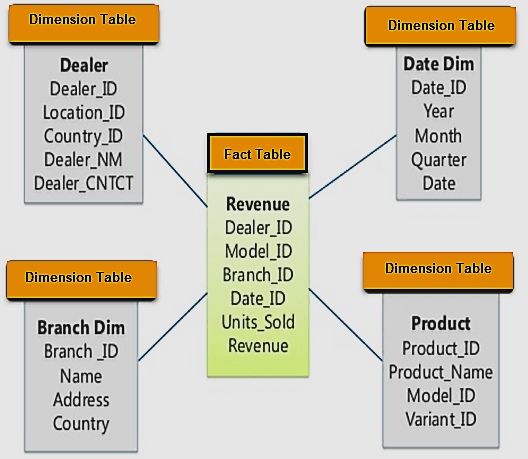 Dimension Table
Dealer
Dealer_ID
Location_ID
Country_ID
Dealer_NM
Dealer_CNTCT
Dimension Table
Date Dim
Date_ID
Year
Month
Quarter
Date
Fact Table
Revenue
Dealer_ID
Model_ID
Branch_ID
Date_ID
Units_Sold
Revenue
Dimension Table
Branch Dim
Branch _ID
Name
Address
Country
Dimension Table
Product
Product_ID
Product_Name
Model_ID
Variant_ID